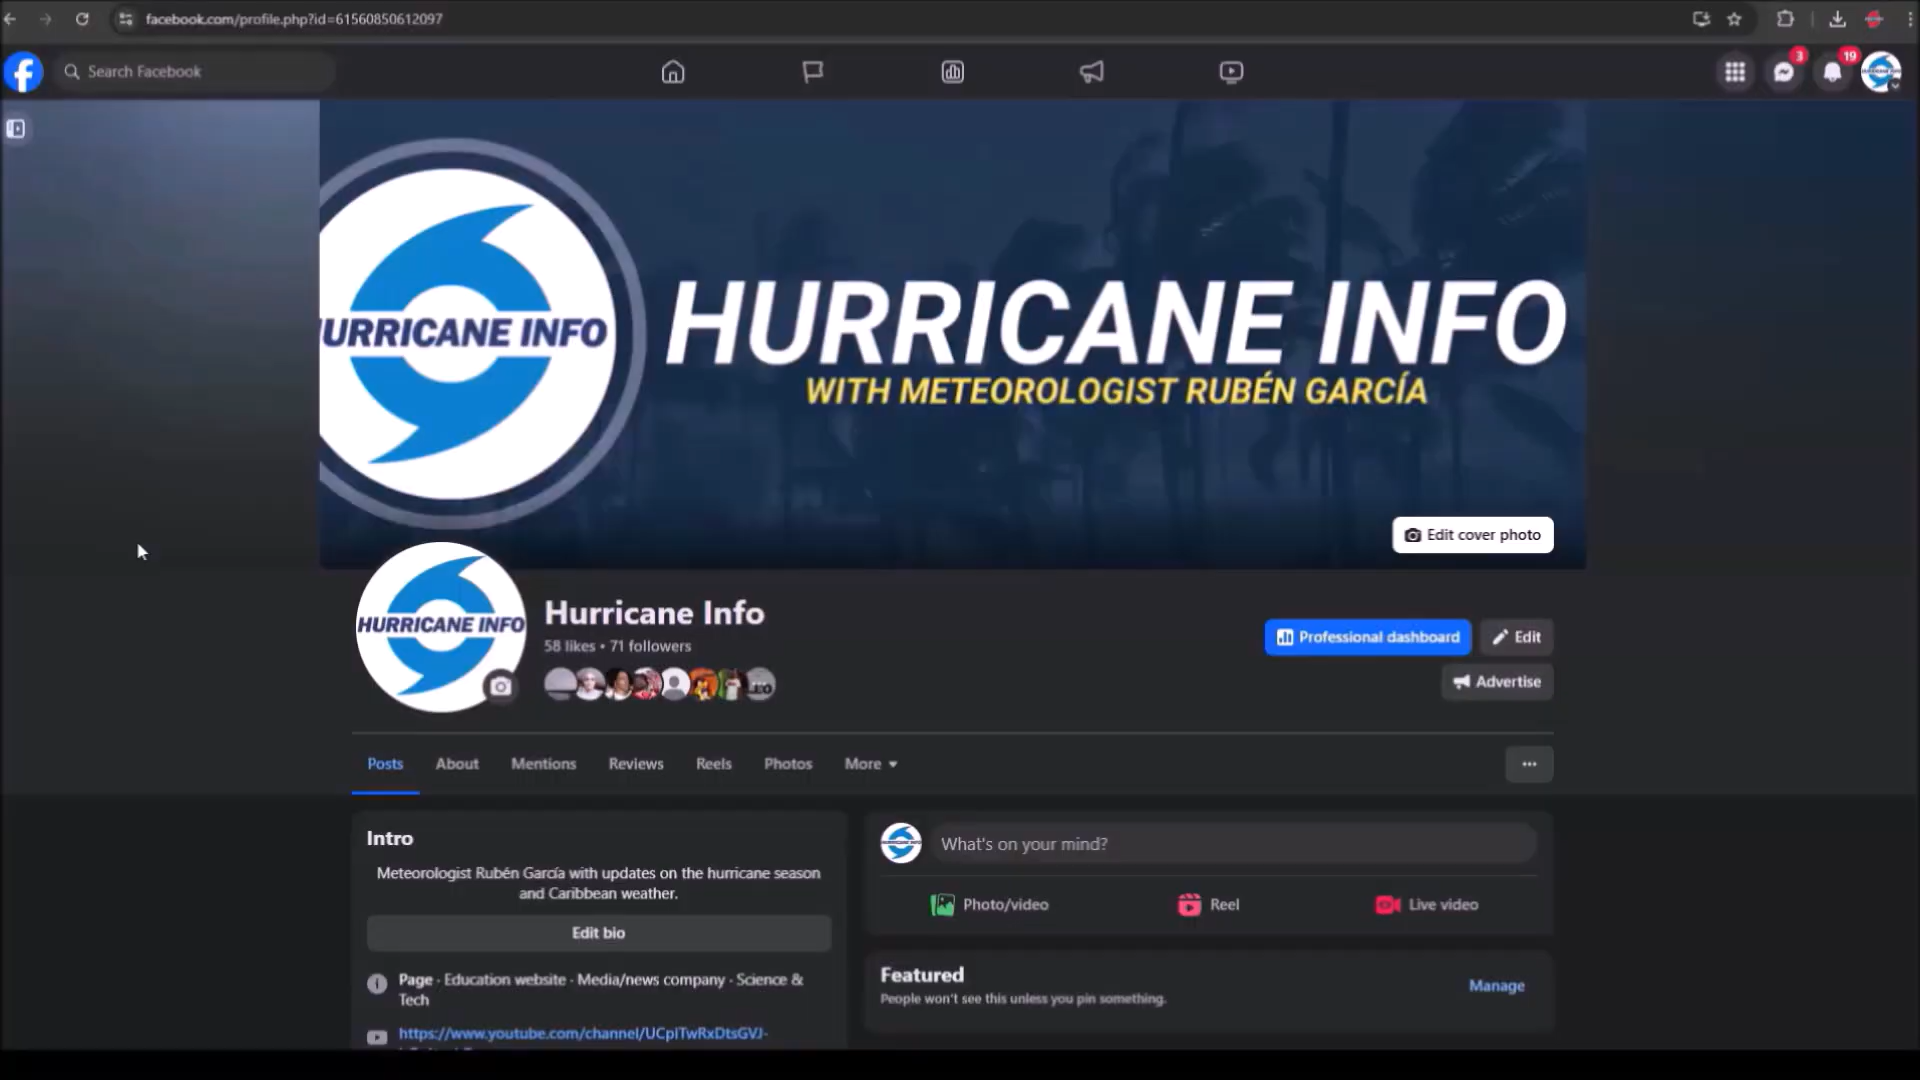 facebook.com/profile.php?id=61560850612097
Search Facebook
3
19
URRICANE INFO
HURRICANE INFO
WITH METEOROLOGIST RUBÉN GARCÍA
Edit cover photo
HURRICANE INFO
Hurricane Info
58 likes • 71 followers
Professional dashboard
Edit
Advertise
Posts
About
Mentions
Reviews
Reels
Photos
More
Intro
Meteorologist Rubén García with updates on the hurricane season
and Caribbean weather.
Edit bio
Page · Education website · Media/news company · Science &
Tech
https://www.youtube.com/channel/UCplTwRxDtsGVJ-
What's on your mind?
Photo/video
Reel
Live video
Featured
People won't see this unless you pin something.
Manage